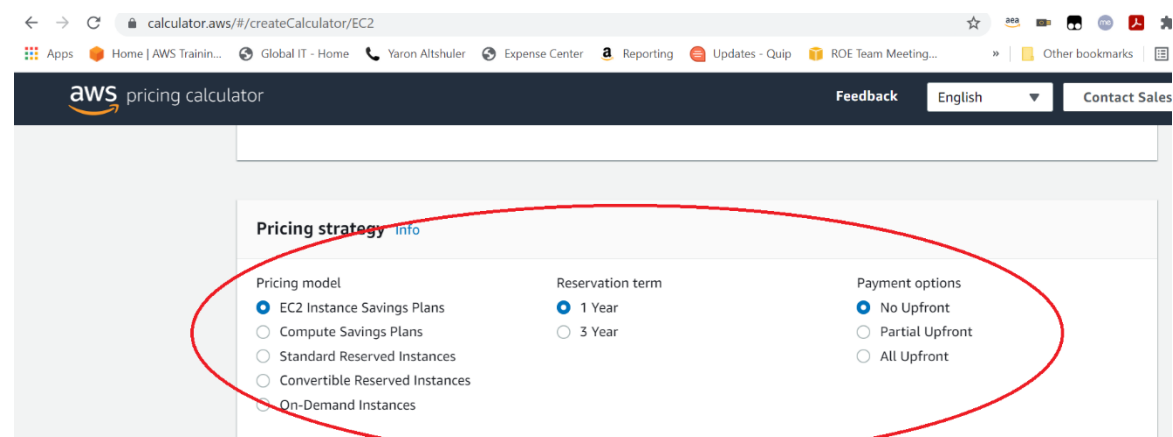 calculator.aws/#/createCalculator/EC2
aea
me
Apps Home | AWS Trainin... Global IT - Home Yaron Altshuler Expense Center a Reporting Updates - Quip ROE Team Meeting... » Other bookmarks
aws pricing calculator Feedback English Contact Sales
Pricing strategy Info
Pricing model Reservation term Payment options
EC2 Instance Savings Plans 1 Year No Upfront
Compute Savings Plans 3 Year Partial Upfront
Standard Reserved Instances All Upfront
Convertible Reserved Instances
On-Demand Instances